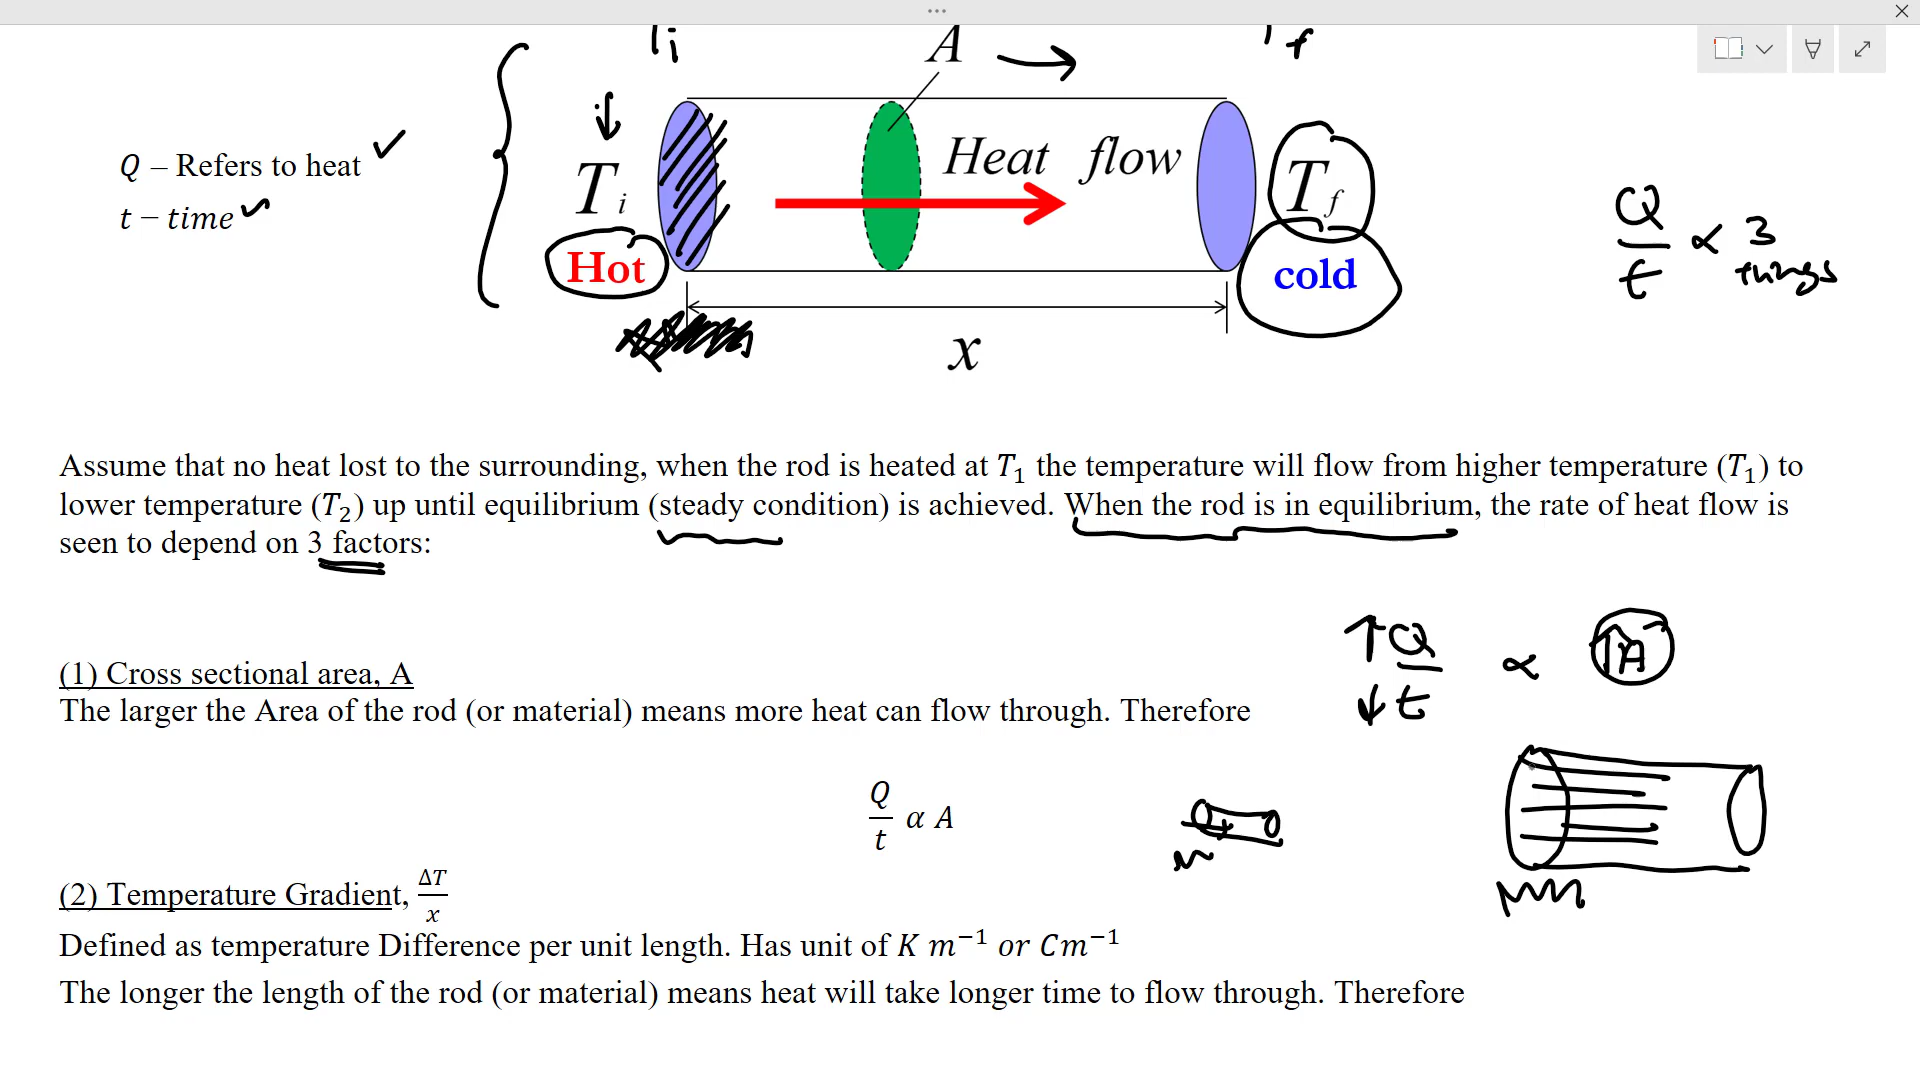 Ti A Tf
Q – Refers to heat
t – time
T i Heat flow T f
Hot cold
x
Q/t ∝ 3 things
Assume that no heat lost to the surrounding, when the rod is heated at T₁ the temperature will flow from higher temperature (T₁) to
lower temperature (T₂) up until equilibrium (steady condition) is achieved. When the rod is in equilibrium, the rate of heat flow is
seen to depend on 3 factors:
↑Q/↓t ∝ ↑A
(1) Cross sectional area, A
The larger the Area of the rod (or material) means more heat can flow through. Therefore
Q/t α A
(2) Temperature Gradient, ΔT/x
Defined as temperature Difference per unit length. Has unit of K m⁻¹ or Cm⁻¹
The longer the length of the rod (or material) means heat will take longer time to flow through. Therefore